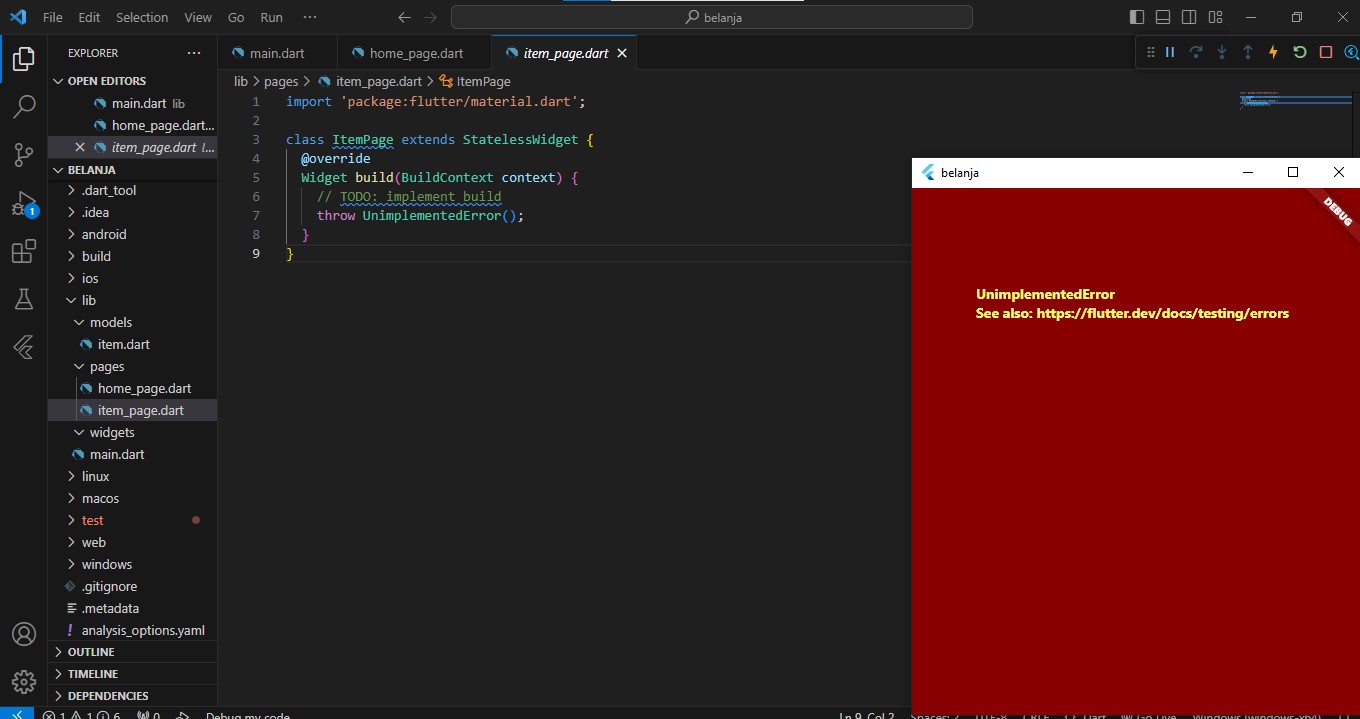 File Edit Selection View Go Run ···
belanja
EXPLORER ···
OPEN EDITORS
main.dart lib
home_page.dart...
item_page.dart l...
BELANJA
.dart_tool
.idea
android
build
ios
lib
models
item.dart
pages
home_page.dart
item_page.dart
widgets
main.dart
linux
macos
test
web
windows
.gitignore
.metadata
! analysis_options.yaml
OUTLINE
TIMELINE
DEPENDENCIES
1
main.dart home_page.dart item_page.dart
lib > pages > item_page.dart > ItemPage
1 import 'package:flutter/material.dart';
2
3 class ItemPage extends StatelessWidget {
4 @override
5 Widget build(BuildContext context) {
6 // TODO: implement build
7 throw UnimplementedError();
8 }
9 }
belanja
DEBUG
UnimplementedError
See also: https://flutter.dev/docs/testing/errors
1 1 6 0 Debug my code Ln 9, Col 2 Spaces: 2 UTF-8 CRLF Dart Go Live Windows (windows-x64)